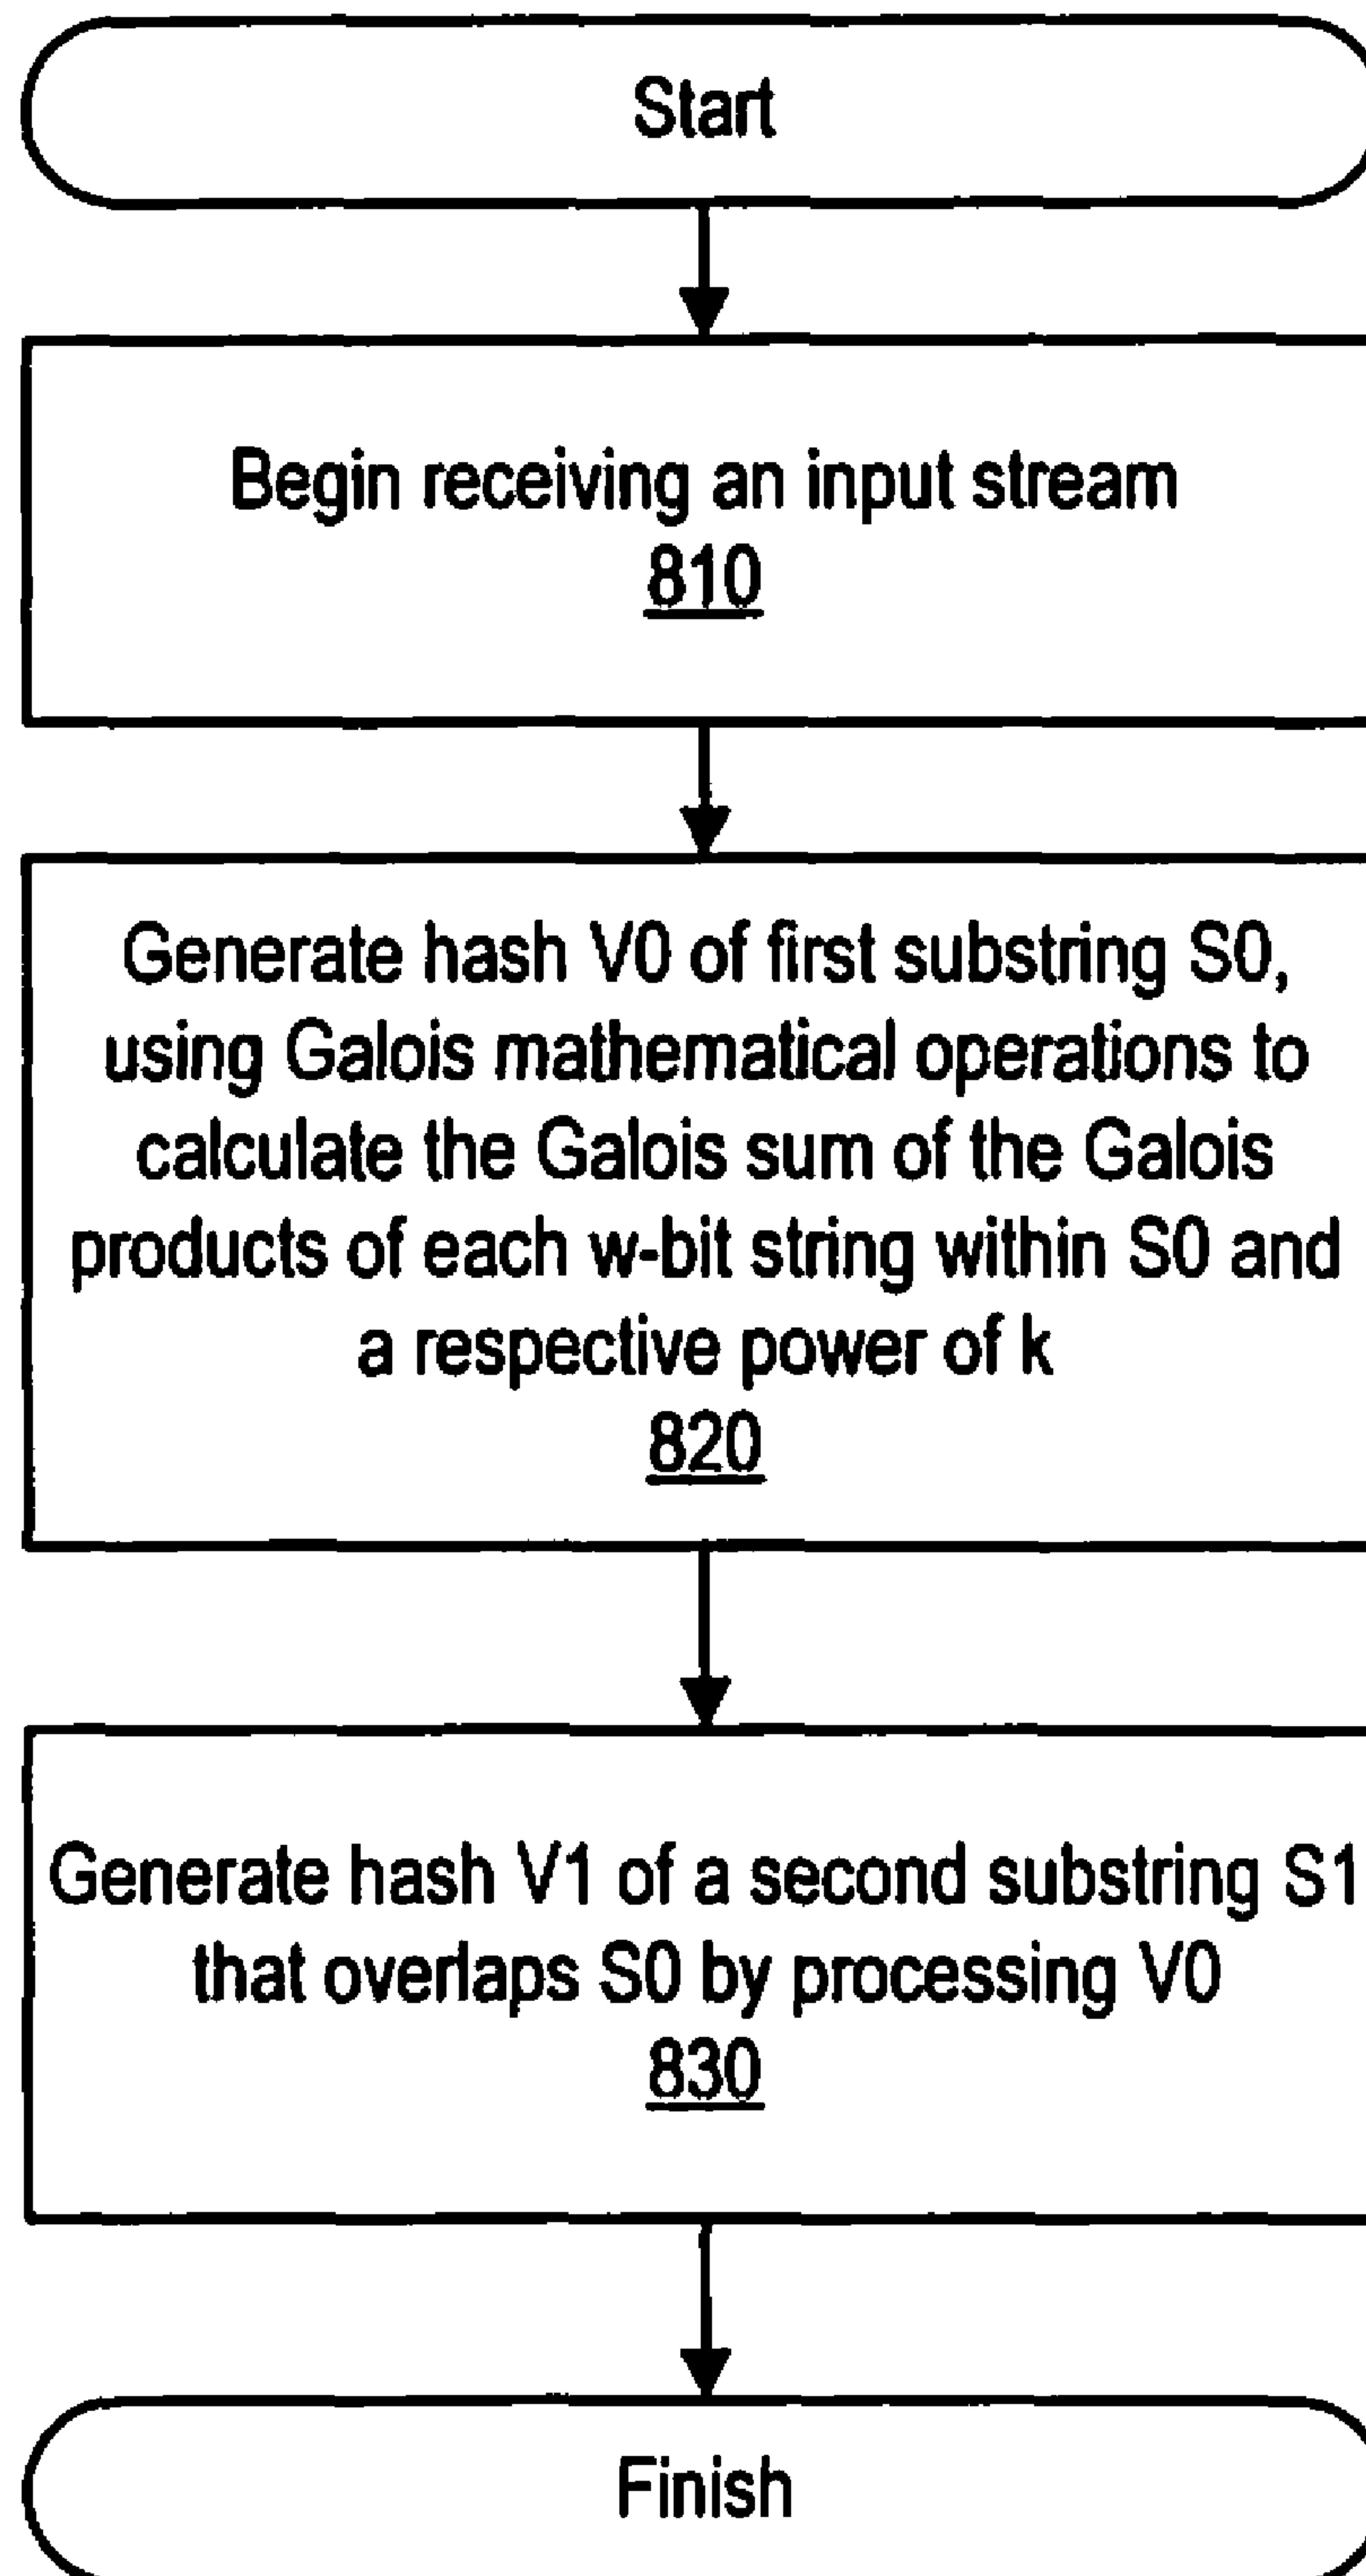 Start
Begin receiving an input stream
810
Generate hash V0 of first substring S0,
using Galois mathematical operations to
calculate the Galois sum of the Galois
products of each w-bit string within S0 and
a respective power of k
820
Generate hash V1 of a second substring S1
that overlaps S0 by processing V0
830
Finish